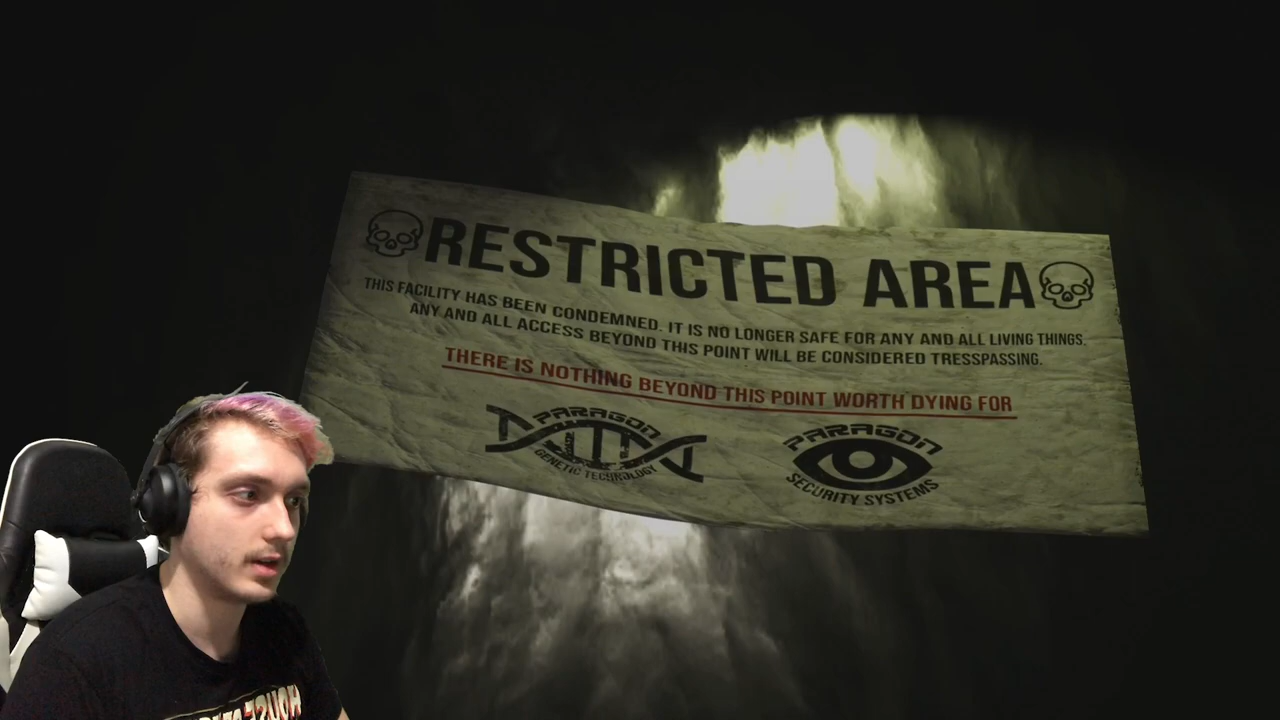 RESTRICTED AREA
THIS FACILITY HAS BEEN CONDEMNED. IT IS NO LONGER SAFE FOR ANY AND ALL LIVING THINGS.
ANY AND ALL ACCESS BEYOND THIS POINT WILL BE CONSIDERED TRESSPASSING.
THERE IS NOTHING BEYOND THIS POINT WORTH DYING FOR
PARAGON
GENETIC TECHNOLOGY
PARAGON
SECURITY SYSTEMS